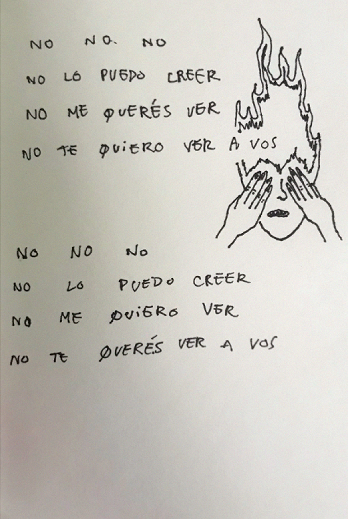 NO NO. NO
NO LO PUEDO CREER
NO ME QUERÉS VER
NO TE QUIERO VER A VOS
NO NO NO
NO LO PUEDO CREER
NO ME QUIERO VER
NO TE QUERÉS VER A VOS